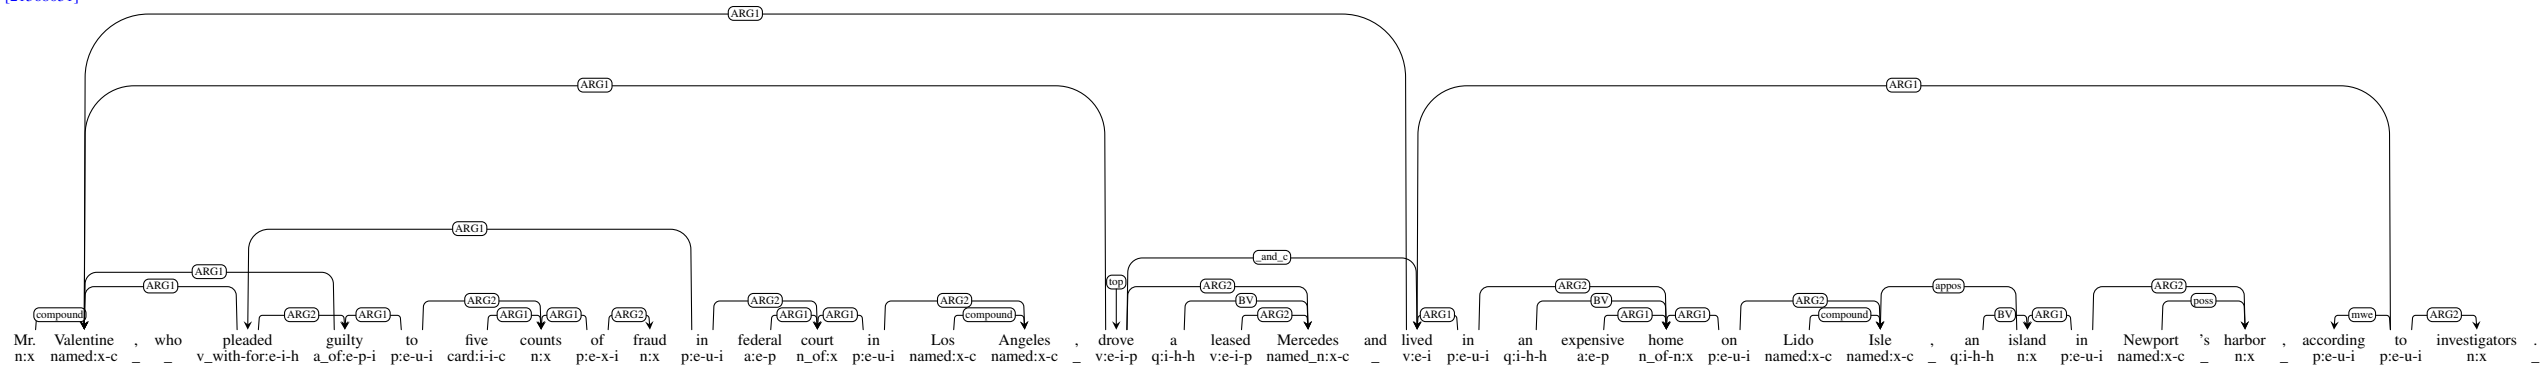 ARG1
ARG1 ARG1
ARG1
_and_c
ARG1 top
ARG1 ARG2 ARG2 appos ARG2
ARG2 ARG2 ARG2 BV BV ARG2 poss
compound ARG2 ARG1 ARG1 ARG1 ARG2 ARG1 ARG1 compound ARG2 ARG1 ARG1 ARG1 compound BV ARG1 mwe ARG2
Mr. Valentine , who pleaded guilty to five counts of fraud in federal court in Los Angeles , drove a leased Mercedes and lived in an expensive home on Lido Isle , an island in Newport 's harbor , according to investigators .
n:x named:x-c _ _ v_with-for:e-i-h a_of:e-p-i p:e-u-i card:i-i-c n:x p:e-x-i n:x p:e-u-i a:e-p n_of:x p:e-u-i named:x-c named:x-c _ v:e-i-p q:i-h-h v:e-i-p named_n:x-c _ v:e-i p:e-u-i q:i-h-h a:e-p n_of-n:x p:e-u-i named:x-c named:x-c _ q:i-h-h n:x p:e-u-i named:x-c _ n:x _ p:e-u-i p:e-u-i n:x _